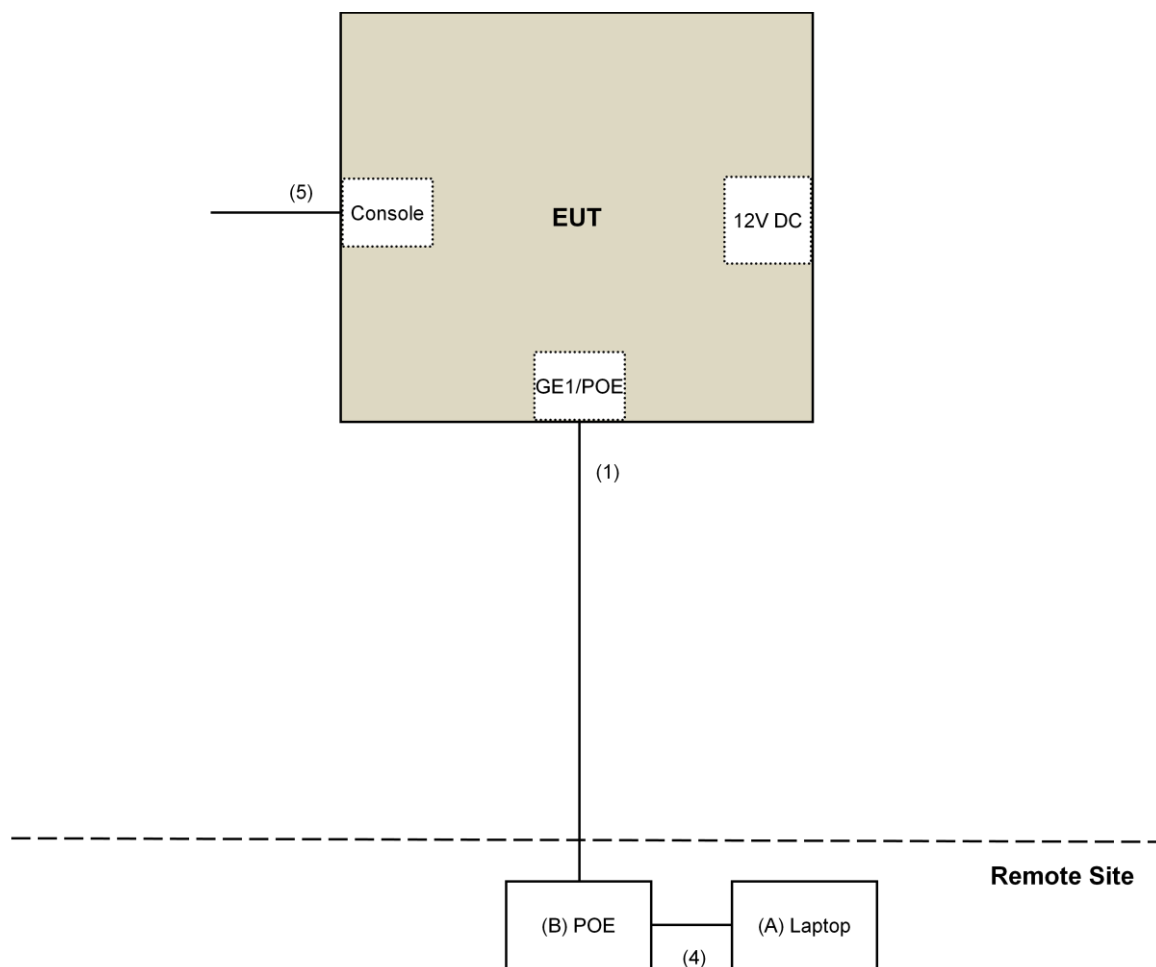 (5)
Console
EUT
12V DC
GE1/POE
(1)
Remote Site
(B) POE
(A) Laptop
(4)